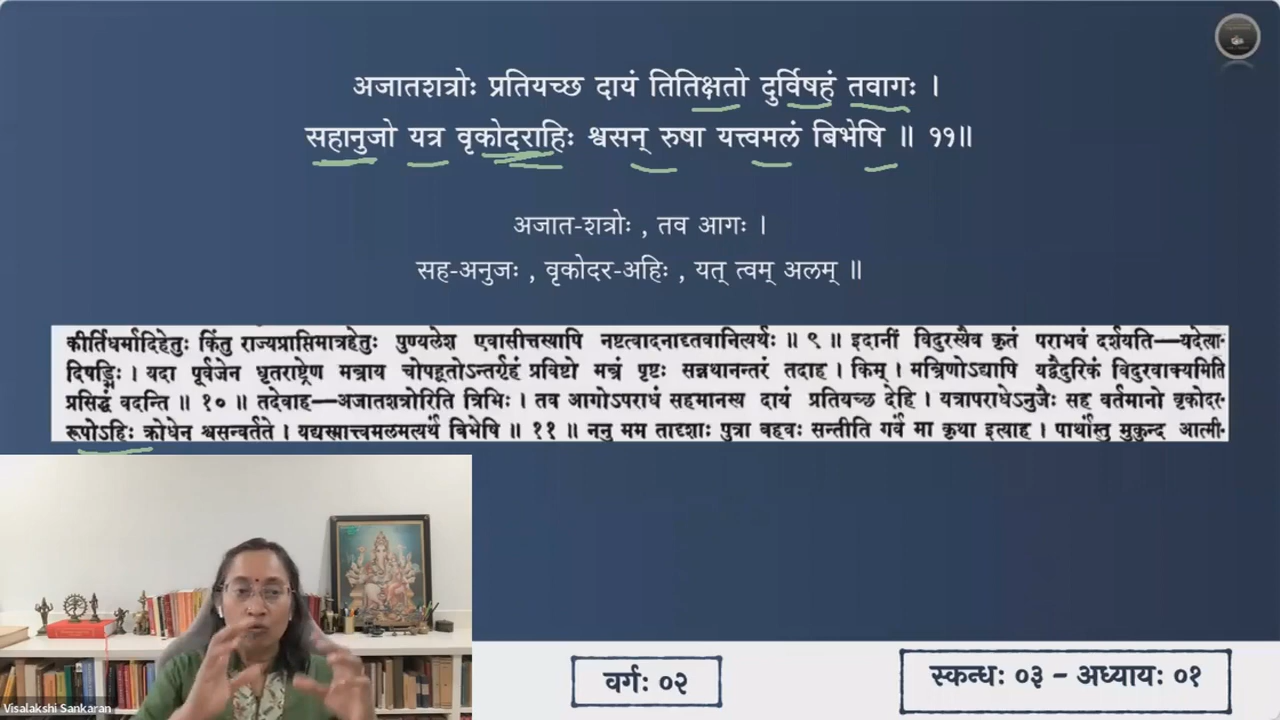 अजातशत्रोः प्रतियच्छ दायं तितिक्षतो दुर्विषहं तवागः ।
सहानुजो यत्र वृकोदराहिः श्वसन् रुषा यत्त्वमलं बिभेषि ॥ ११॥
अजात-शत्रोः , तव आगः ।
सह-अनुजः , वृकोदर-अहिः , यत् त्वम् अलम् ॥
कीर्तिधर्मादिहेतुः किंतु राज्यप्राप्तिमात्रहेतुः पुण्यलेश एवासीत्तस्यापि नष्टत्वादनादृतवानित्यर्थः ॥ ९ ॥ इदानीं विदुरस्यैव कृतं पराभवं दर्शयति—यदेत्या-
दिषड्भिः । यदा पूर्वजेन धृतराष्ट्रेण मन्त्राय चोपहूतोऽन्तर्गृहं प्रविष्टो मन्त्रं पृष्टः सन्नथानन्तरं तदाह । किम् । मन्त्रिणोऽद्यापि यद्वैदुरिकं विदुरवाक्यमिति
प्रसिद्धं वदन्ति ॥ १० ॥ तदेवाह—अजातशत्रोरिति त्रिभिः । तव आगोऽपराधं सहमानस्य दायं प्रतियच्छ देहि । यत्रापराधेऽनुजैः सह वर्तमानो वृकोदर-
रूपोऽहिः क्रोधेन श्वसन्वर्तते । यद्यस्मात्त्वमलमत्यर्थं बिभेषि ॥ ११ ॥ ननु मम तादृशाः पुत्रा बहवः सन्तीति गर्वं मा कृथा इत्याह । पार्थांस्तु मुकुन्द आत्मी-
Visalakshi Sankaran
वर्गः ०२
स्कन्धः ०३ - अध्यायः ०१